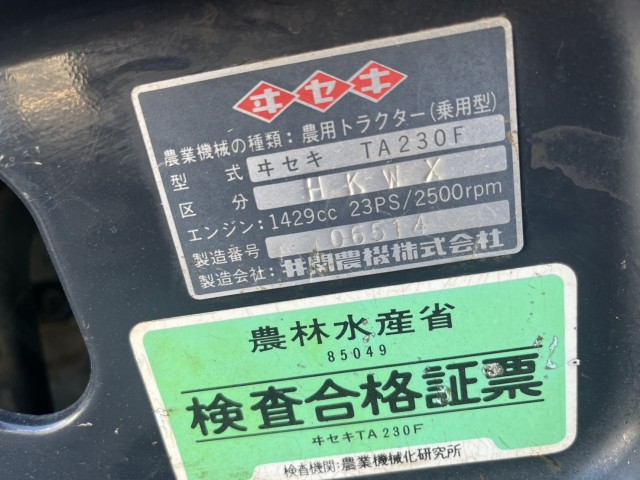 ヰセキ
農業機械の種類：農用トラクター（乗用型）
型式 ヰセキ TA230F
区分 HKWX
エンジン：1429cc 23PS/2500rpm
製造番号 006514
製造会社：井関農機株式会社
農林水産省
85049
検査合格証票
ヰセキTA230F
検査機関：農業機械化研究所